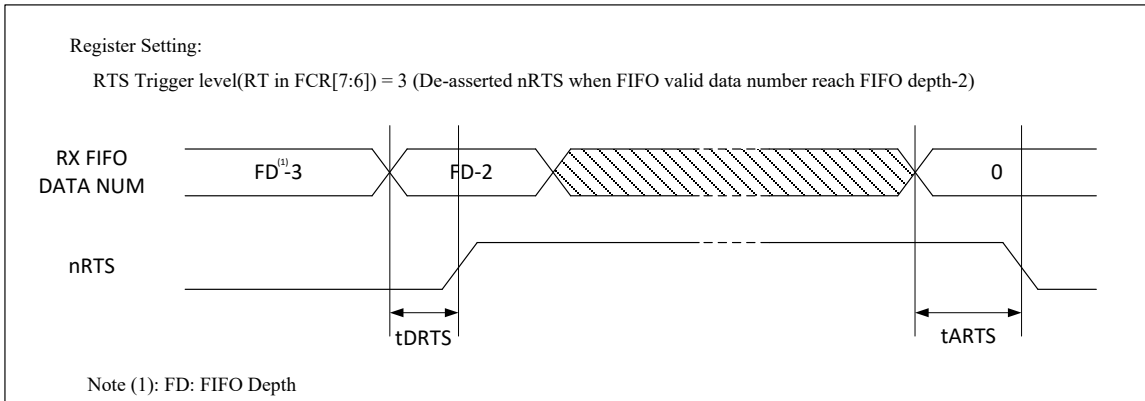 Register Setting:
RTS Trigger level(RT in FCR[7:6]) = 3 (De-asserted nRTS when FIFO valid data number reach FIFO depth-2)
RX FIFO
DATA NUM
FD(1)-3
FD-2
0
nRTS
tDRTS
tARTS
Note (1): FD: FIFO Depth